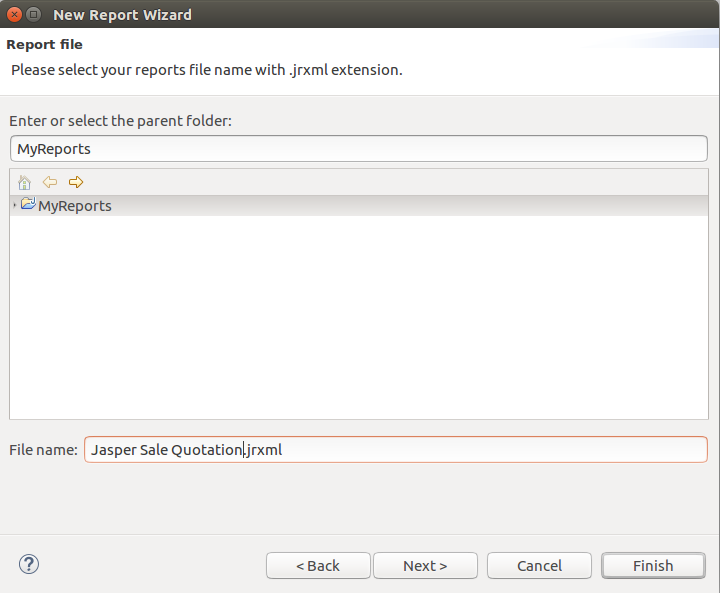 New Report Wizard
Report file
Please select your reports file name with .jrxml extension.
Enter or select the parent folder:
MyReports
MyReports
File name: Jasper Sale Quotation.jrxml
? < Back Next > Cancel Finish